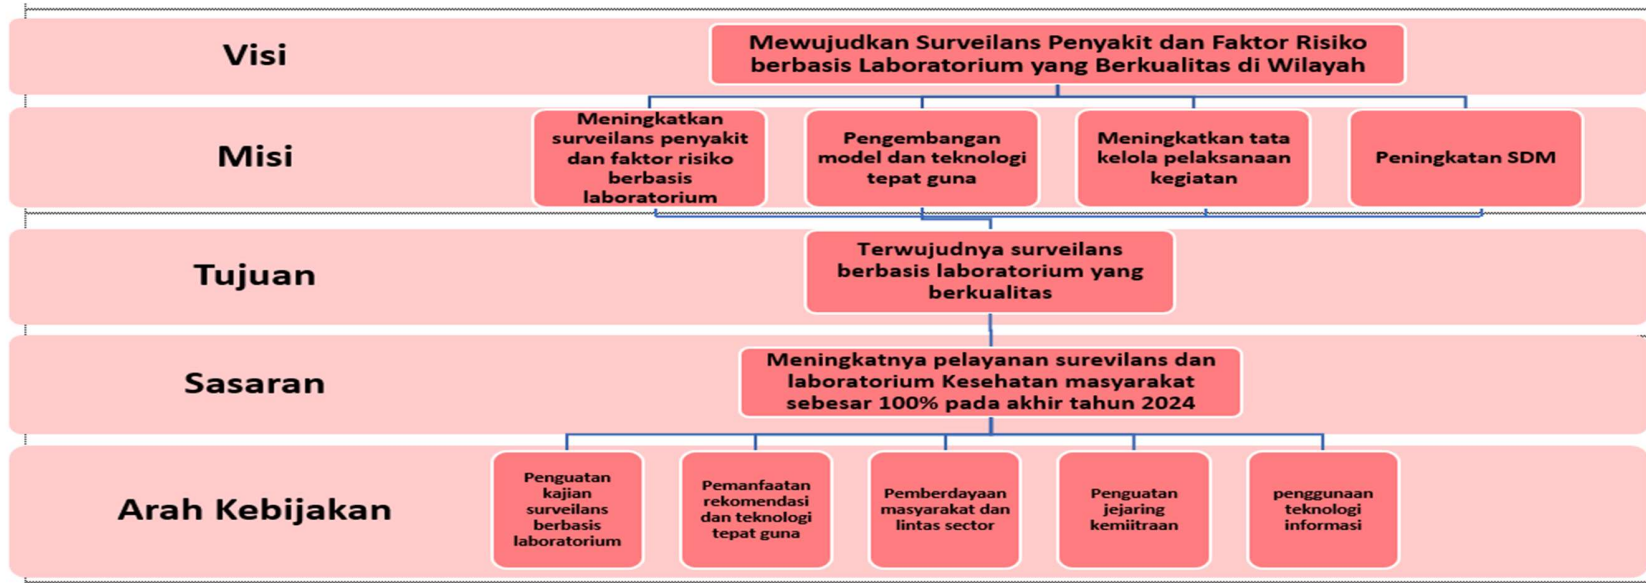 Visi
Mewujudkan Surveilans Penyakit dan Faktor Risiko
berbasis Laboratorium yang Berkualitas di Wilayah
Misi
Meningkatkan
surveilans penyakit
dan faktor risiko
berbasis
laboratorium
Pengembangan
model dan teknologi
tepat guna
Meningkatkan tata
kelola pelaksanaan
kegiatan
Peningkatan SDM
Tujuan
Terwujudnya surveilans
berbasis laboratorium yang
berkualitas
Sasaran
Meningkatnya pelayanan surevilans dan
laboratorium Kesehatan masyarakat
sebesar 100% pada akhir tahun 2024
Arah Kebijakan
Penguatan
kajian
surveilans
berbasis
laboratorium
Pemanfaatan
rekomendasi
dan teknologi
tepat guna
Pemberdayaan
masyarakat dan
lintas sector
Penguatan
jejaring
kemiitraan
penggunaan
teknologi
informasi